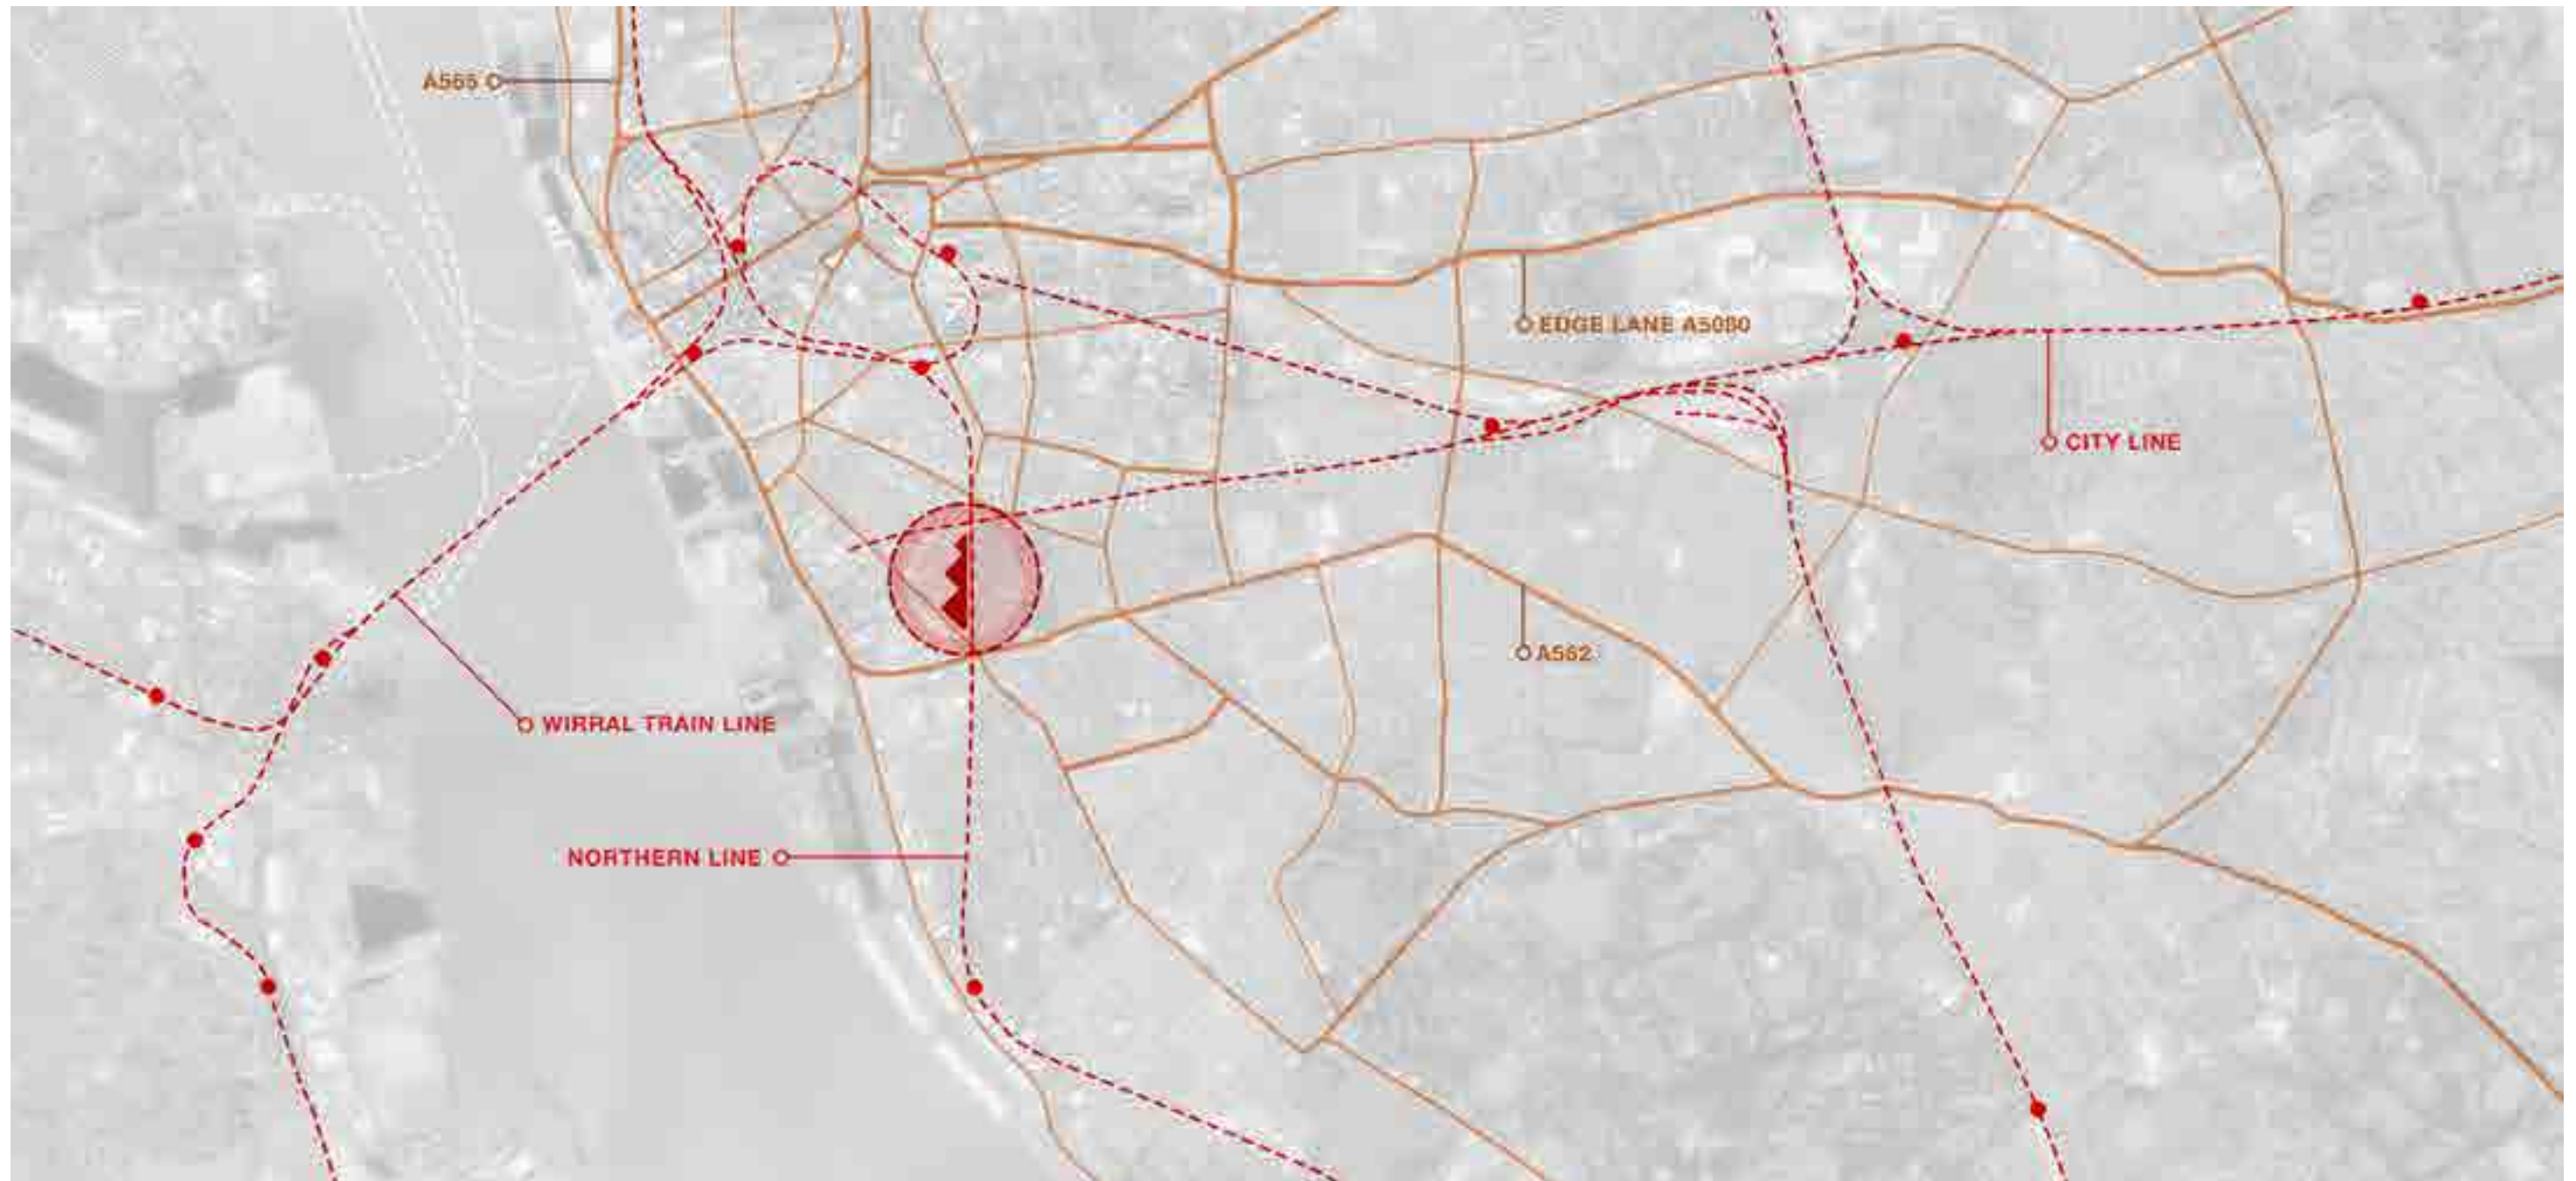 A565
EDGE LANE A5080
CITY LINE
A562
WIRRAL TRAIN LINE
NORTHERN LINE